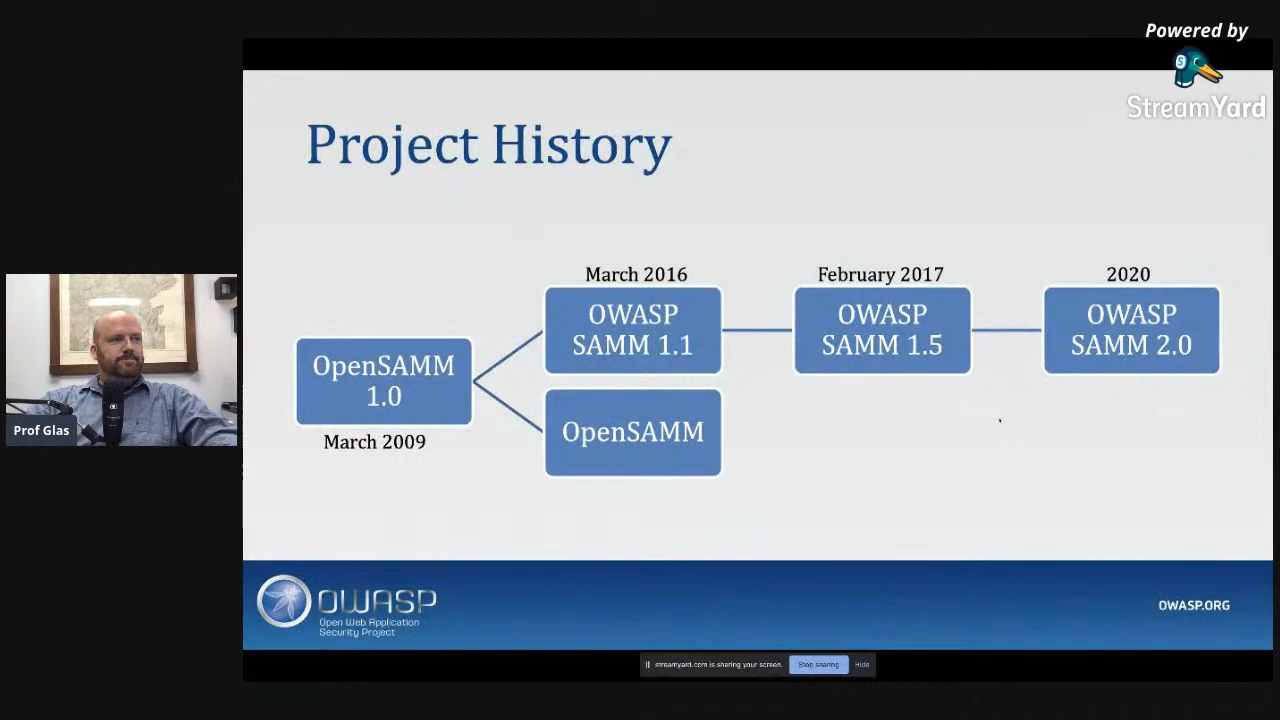 Powered by
StreamYard
Project History
March 2016
February 2017
2020
OpenSAMM
1.0
March 2009
OWASP
SAMM 1.1
OWASP
SAMM 1.5
OWASP
SAMM 2.0
OpenSAMM
Prof Glas
OWASP
Open Web Application
Security Project
OWASP.ORG
streamyard.com is sharing your screen.
Stop sharing
Hide